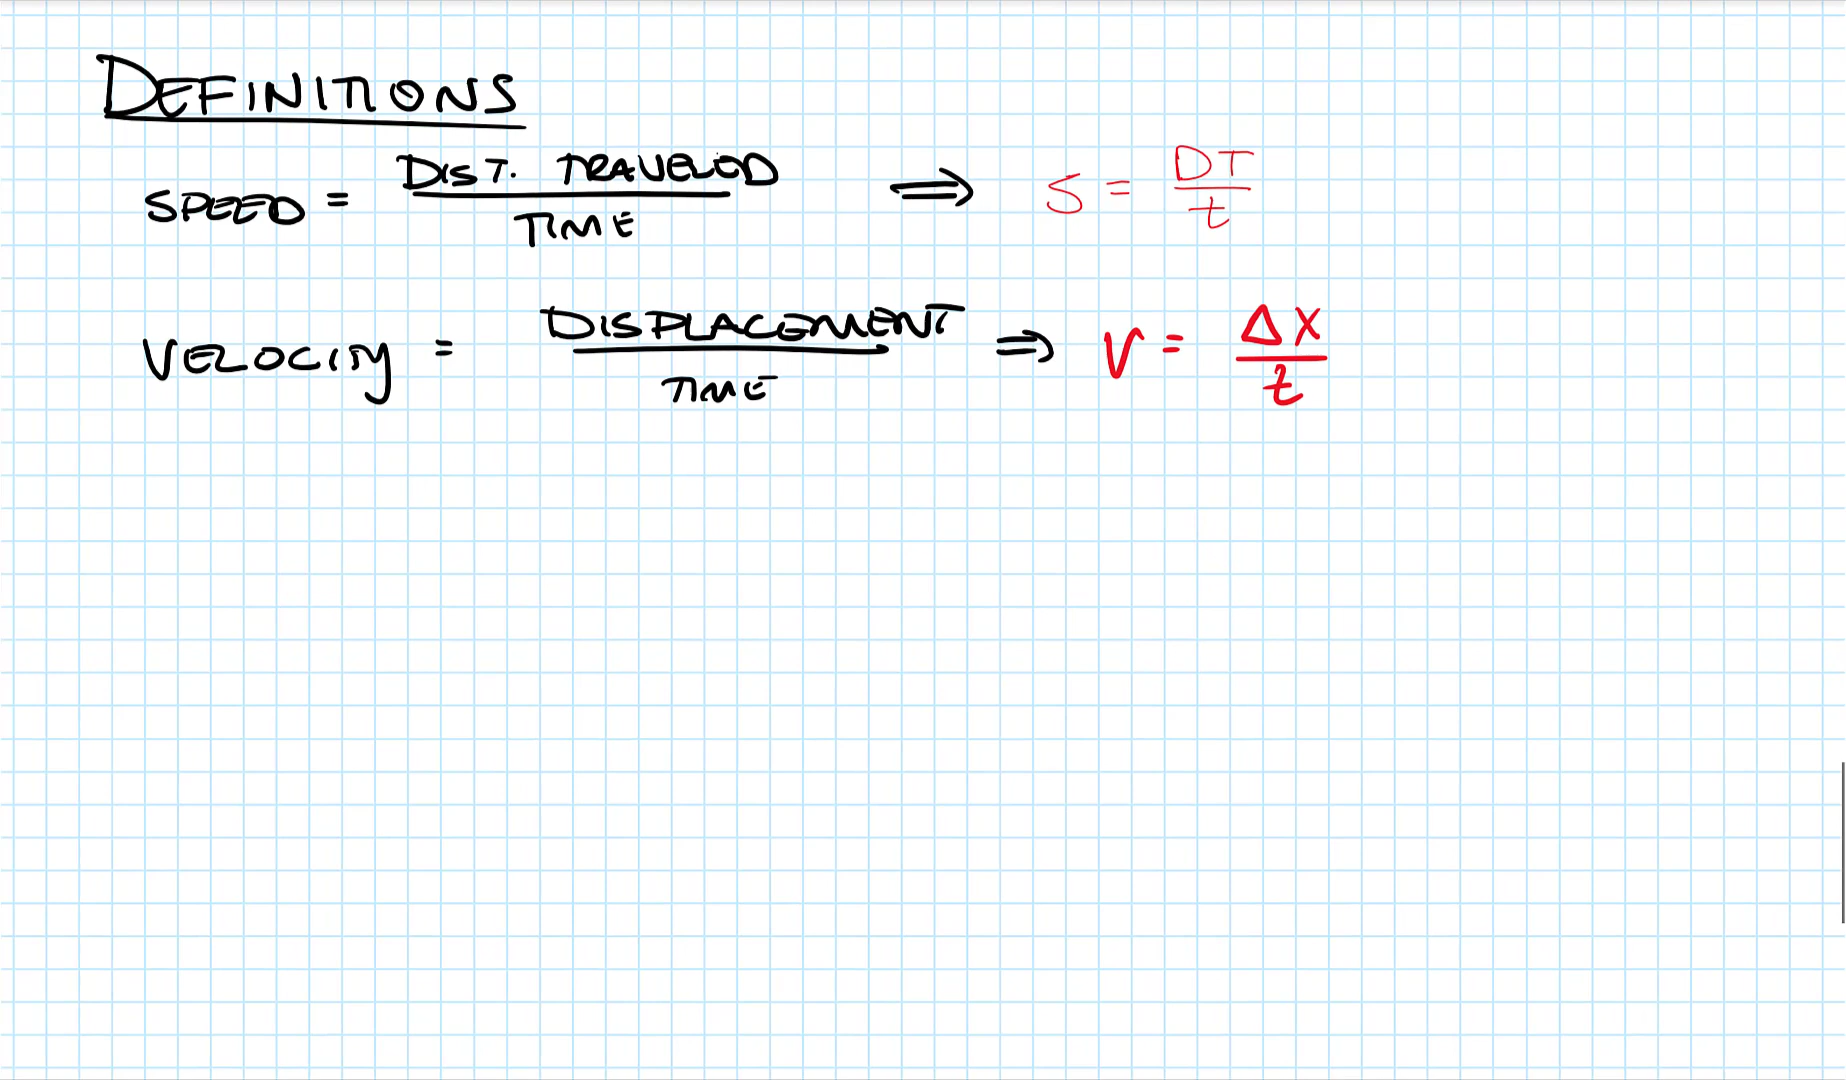 DEFINITIONS
SPEED = DIST. TRAVELED / TIME ⇒ S = DT / t
VELOCITY = DISPLACEMENT / TIME ⇒ V = Δx / t